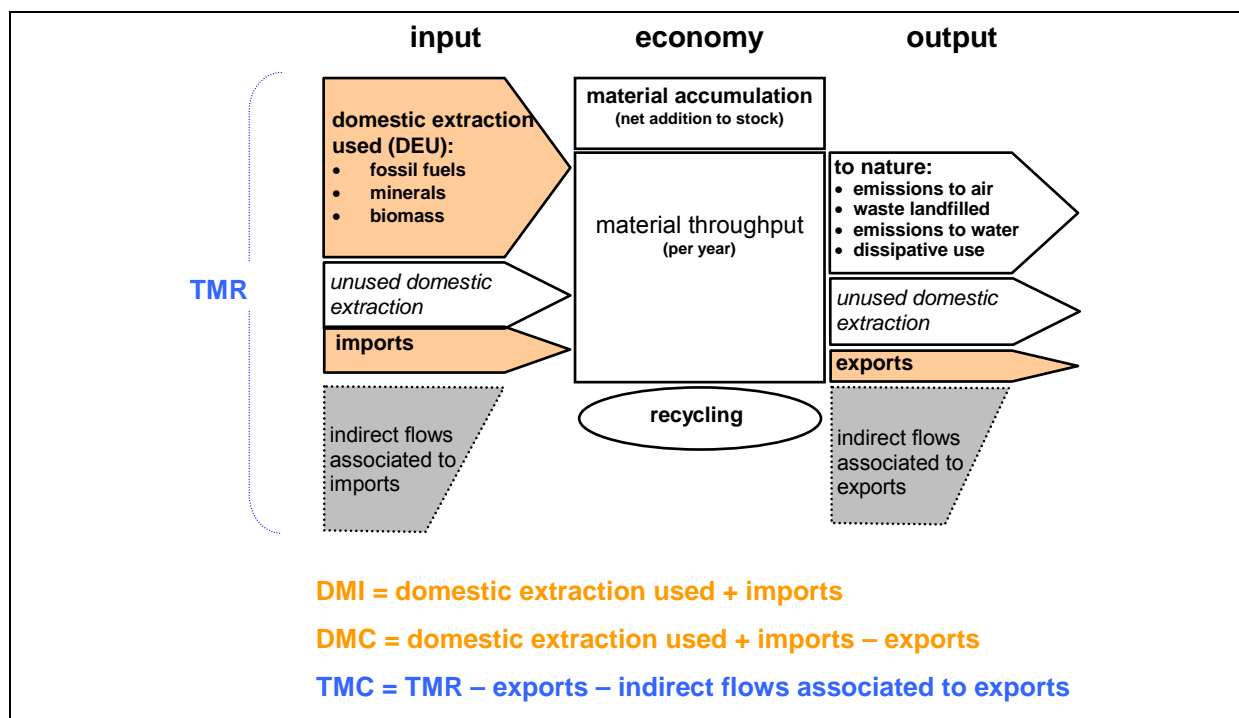 input economy output
domestic extraction
used (DEU):
• fossil fuels
• minerals
• biomass
unused domestic
extraction
imports
indirect flows
associated to
imports
TMR
material accumulation
(net addition to stock)
material throughput
(per year)
recycling
to nature:
• emissions to air
• waste landfilled
• emissions to water
• dissipative use
unused domestic
extraction
exports
indirect flows
associated to
exports
DMI = domestic extraction used + imports
DMC = domestic extraction used + imports – exports
TMC = TMR – exports – indirect flows associated to exports